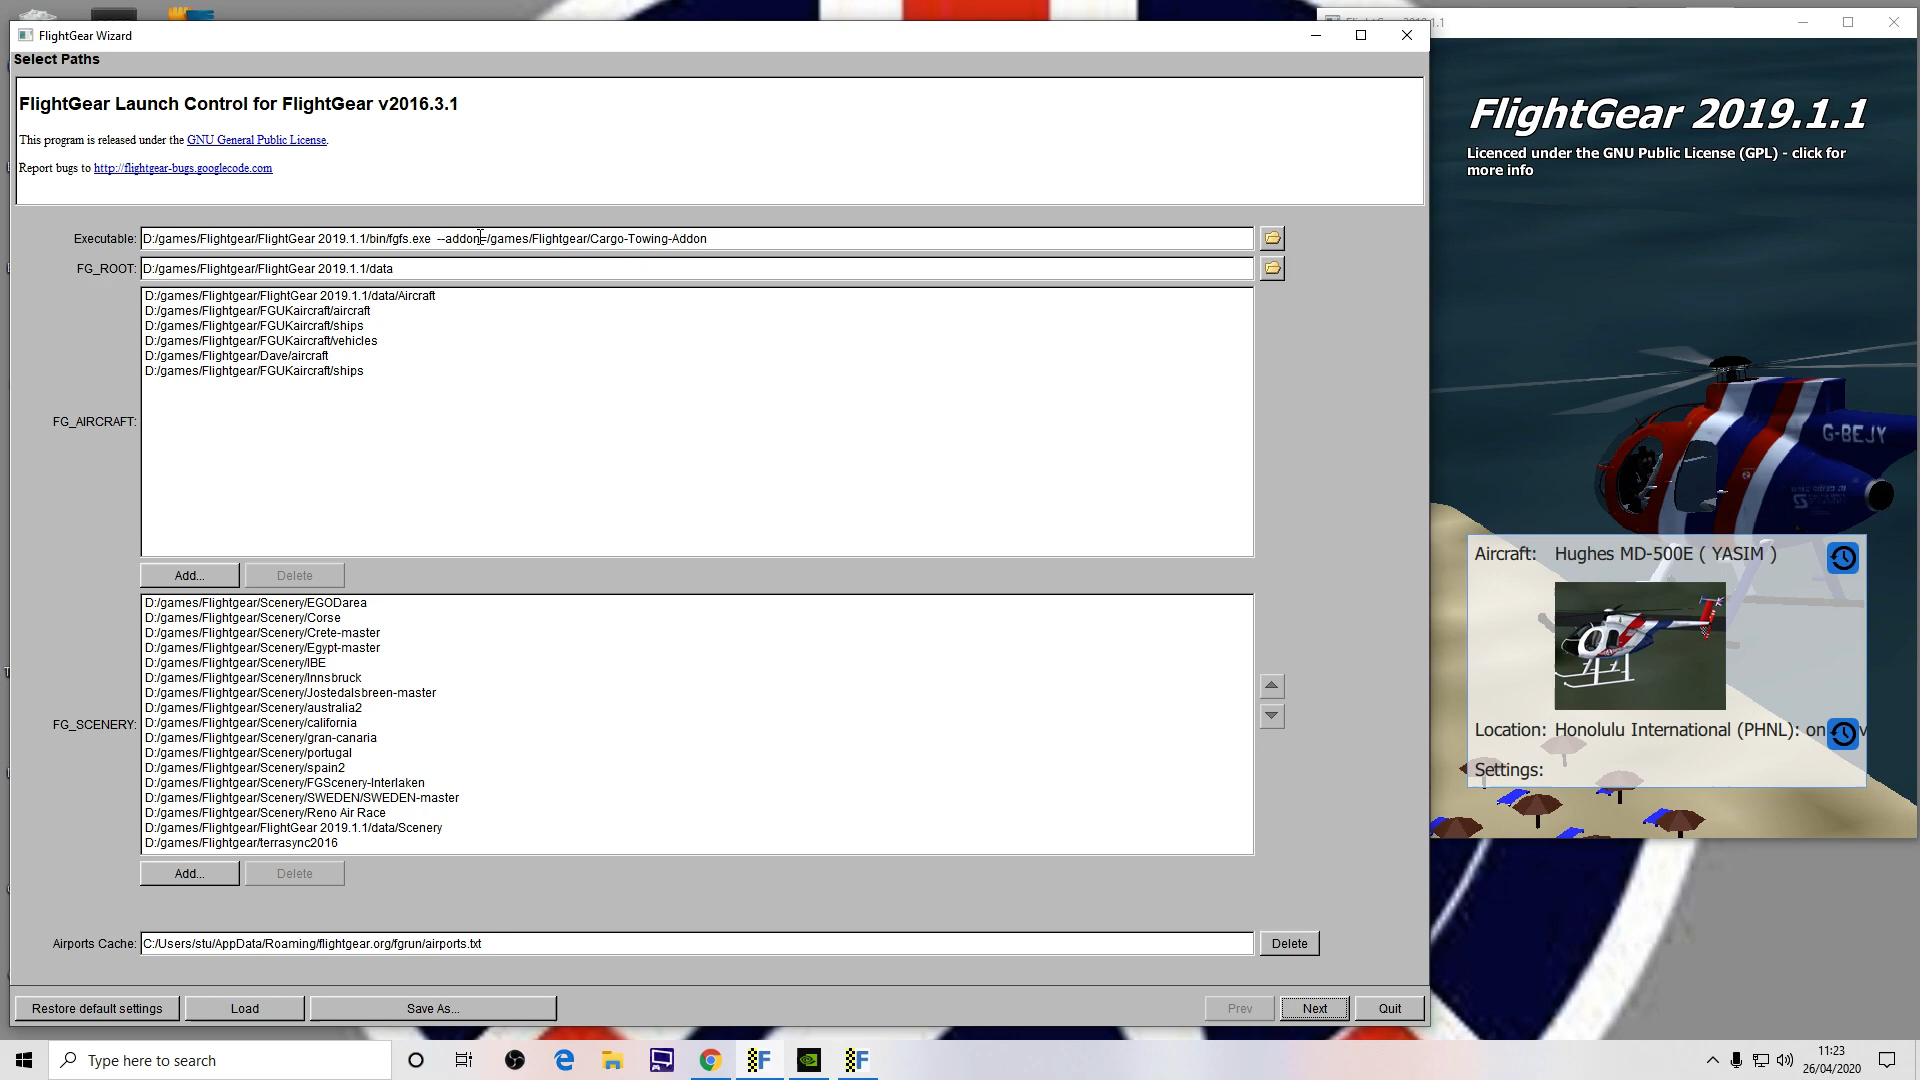 FlightGear Wizard
Select Paths
FlightGear Launch Control for FlightGear v2016.3.1
This program is released under the GNU General Public License.
Report bugs to http://flightgear-bugs.googlecode.com
Executable: D:/games/Flightgear/FlightGear 2019.1.1/bin/fgfs.exe  --addon=/games/Flightgear/Cargo-Towing-Addon
FG_ROOT: D:/games/Flightgear/FlightGear 2019.1.1/data
D:/games/Flightgear/FlightGear 2019.1.1/data/Aircraft
D:/games/Flightgear/FGUKaircraft/aircraft
D:/games/Flightgear/FGUKaircraft/ships
D:/games/Flightgear/FGUKaircraft/vehicles
D:/games/Flightgear/Dave/aircraft
D:/games/Flightgear/FGUKaircraft/ships
FG_AIRCRAFT:
Add... Delete
D:/games/Flightgear/Scenery/EGODarea
D:/games/Flightgear/Scenery/Corse
D:/games/Flightgear/Scenery/Crete-master
D:/games/Flightgear/Scenery/Egypt-master
D:/games/Flightgear/Scenery/IBE
D:/games/Flightgear/Scenery/Innsbruck
D:/games/Flightgear/Scenery/Jostedalsbreen-master
D:/games/Flightgear/Scenery/australia2
D:/games/Flightgear/Scenery/california
FG_SCENERY:
D:/games/Flightgear/Scenery/gran-canaria
D:/games/Flightgear/Scenery/portugal
D:/games/Flightgear/Scenery/spain2
D:/games/Flightgear/Scenery/FGScenery-Interlaken
D:/games/Flightgear/Scenery/SWEDEN/SWEDEN-master
D:/games/Flightgear/Scenery/Reno Air Race
D:/games/Flightgear/FlightGear 2019.1.1/data/Scenery
D:/games/Flightgear/terrasync2016
Add... Delete
Airports Cache: C:/Users/stu/AppData/Roaming/flightgear.org/fgrun/airports.txt Delete
Restore default settings Load Save As... Prev Next Quit
FlightGear 2019.1.1
Licenced under the GNU Public License (GPL) - click for
more info
G-BEJY
Aircraft: Hughes MD-500E ( YASIM )
Location: Honolulu International (PHNL): on
Settings:
Type here to search
11:23
26/04/2020